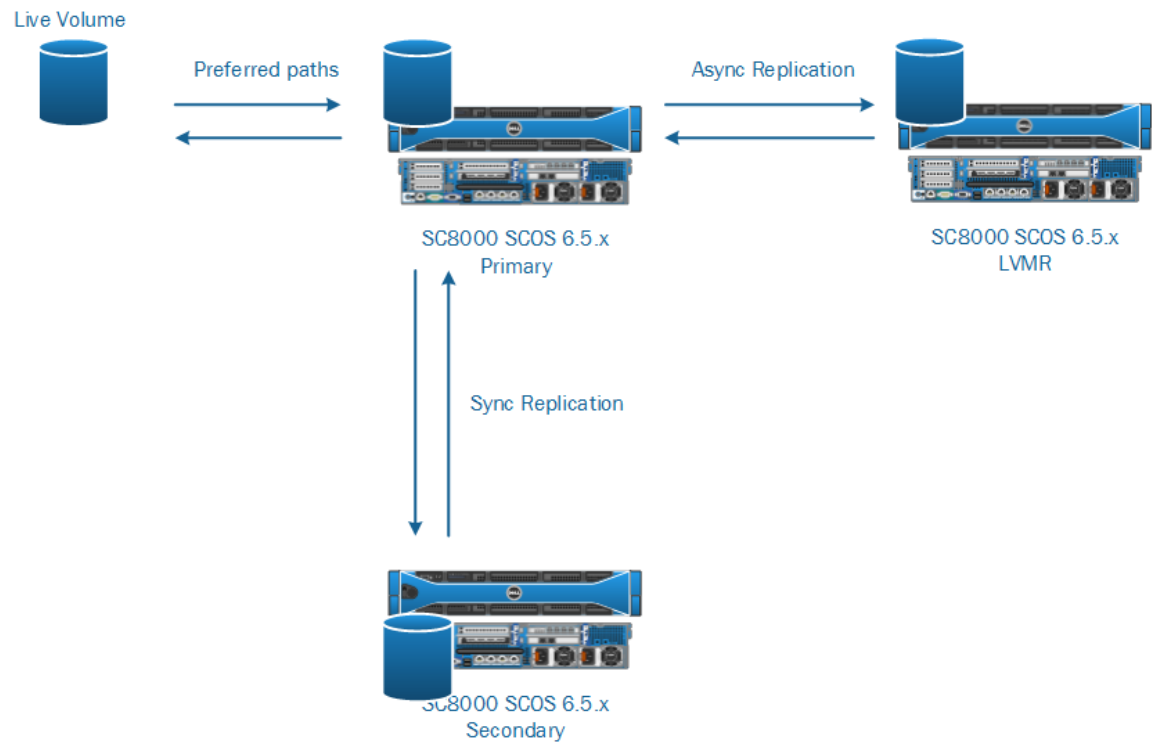 Live Volume
Preferred paths
Async Replication
SC8000 SCOS 6.5.x
Primary
SC8000 SCOS 6.5.x
LVMR
Sync Replication
SC8000 SCOS 6.5.x
Secondary